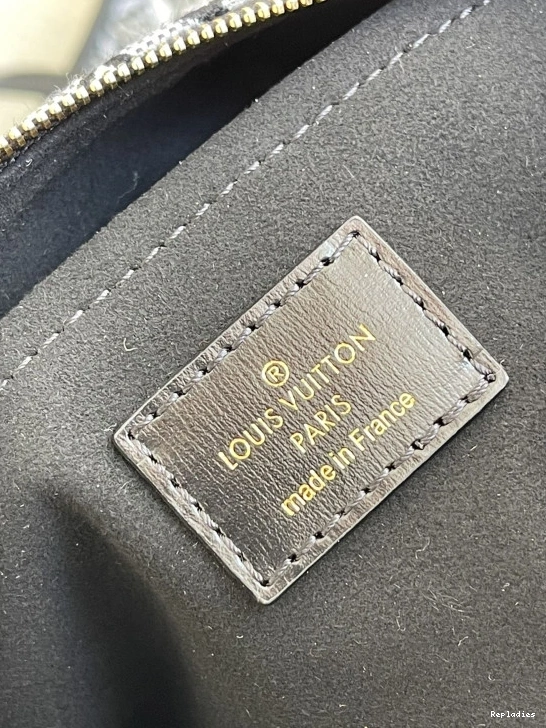 ®
LOUIS VUITTON
PARIS
made in France
Repladies